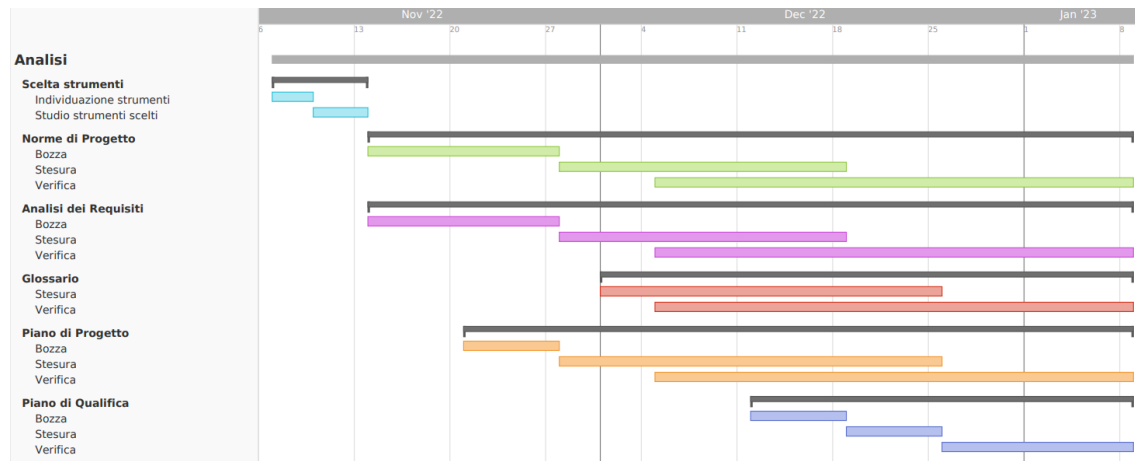 Nov '22 Dec '22 Jan '23
6 13 20 27 4 11 18 25 1 8
Analisi
Scelta strumenti
Individuazione strumenti
Studio strumenti scelti
Norme di Progetto
Bozza
Stesura
Verifica
Analisi dei Requisiti
Bozza
Stesura
Verifica
Glossario
Stesura
Verifica
Piano di Progetto
Bozza
Stesura
Verifica
Piano di Qualifica
Bozza
Stesura
Verifica